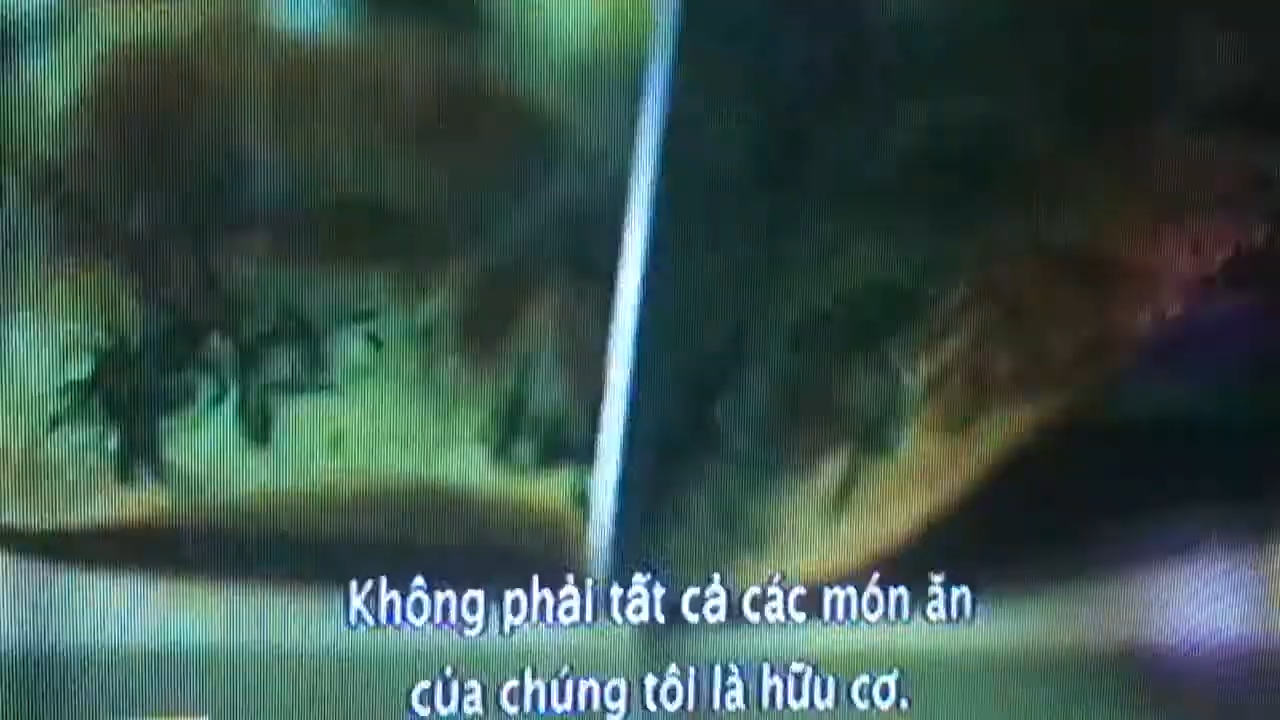 Không phải tất cả các món ăn
của chúng tôi là hữu cơ.